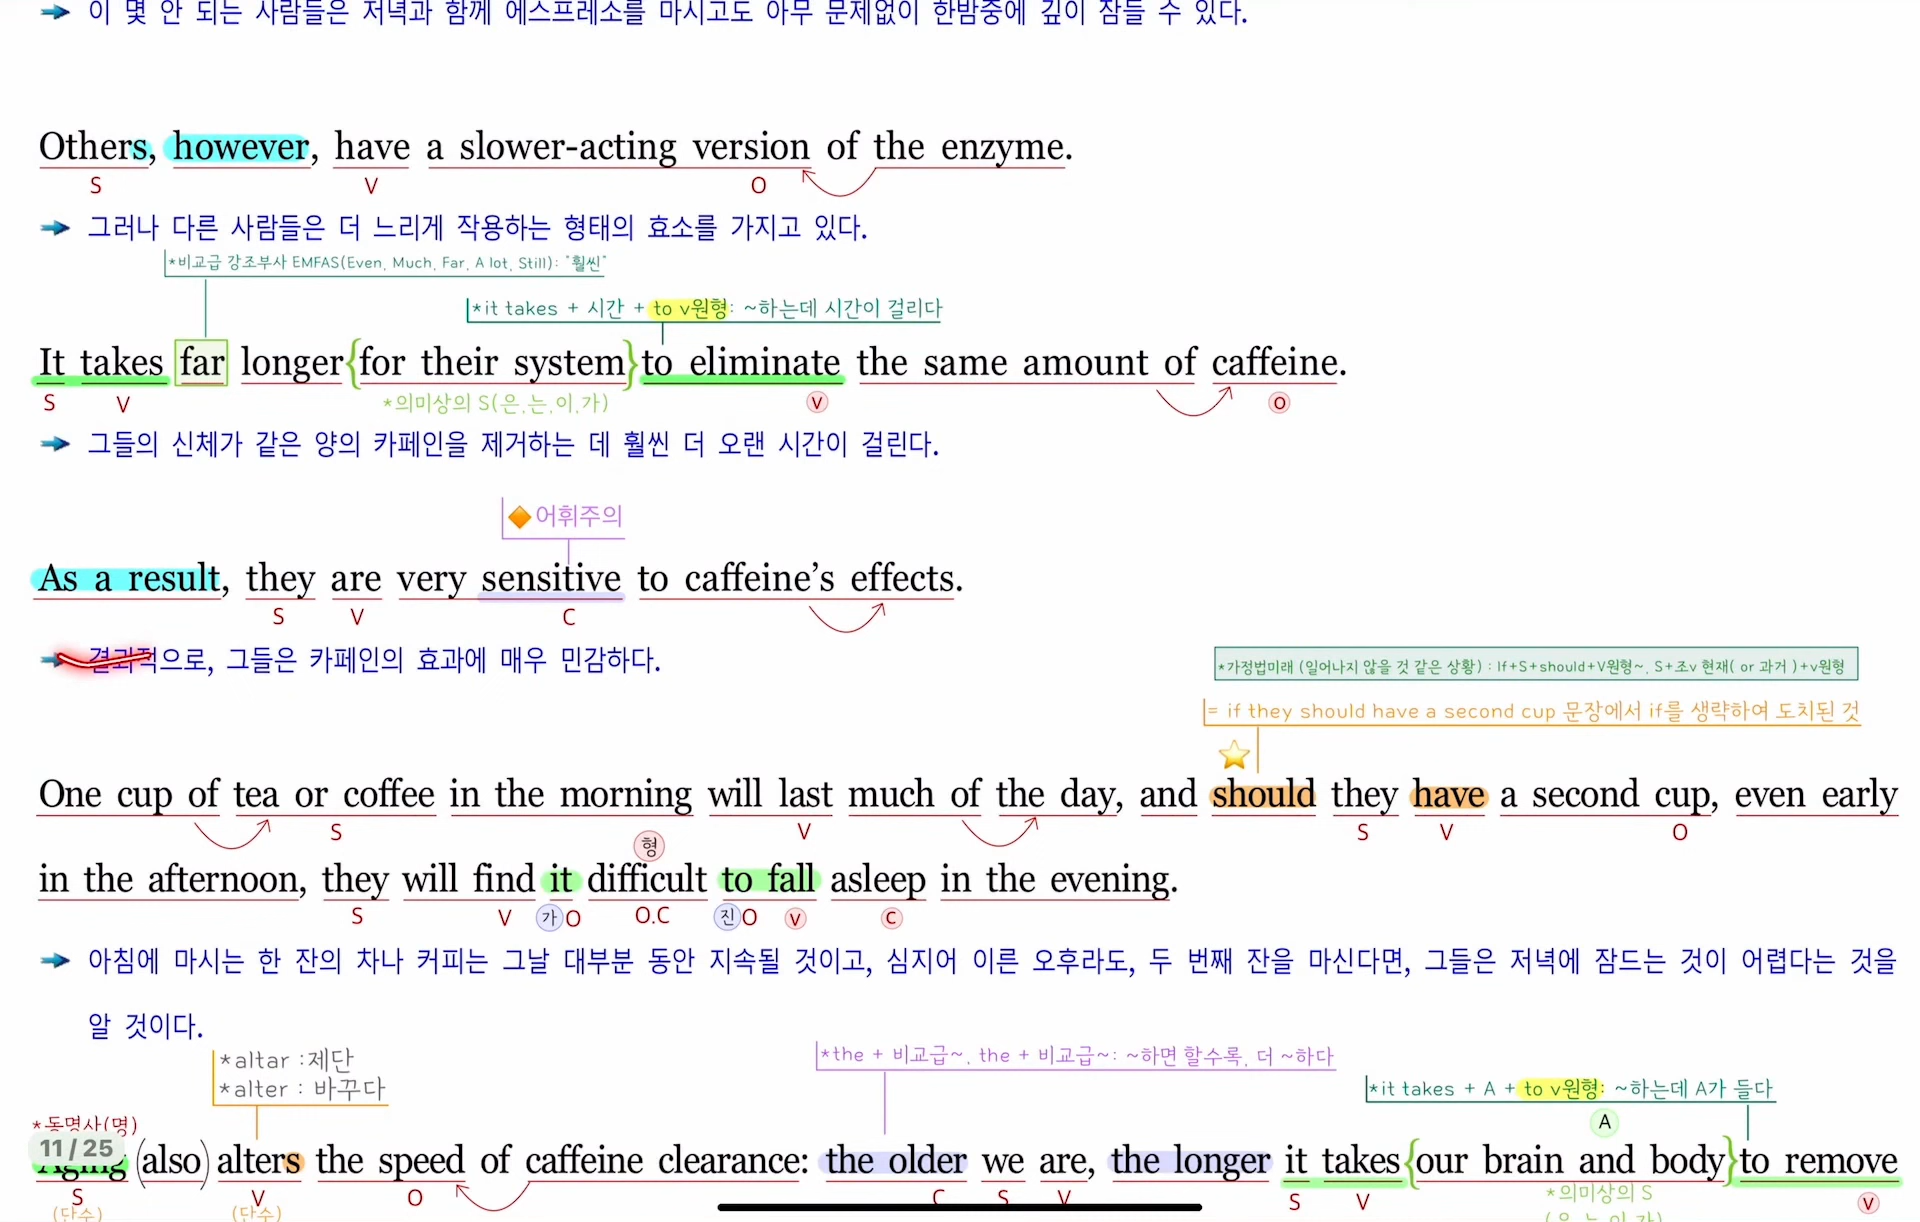 이 몇 안 되는 사람들은 저녁과 함께 에스프레소를 마시고도 아무 문제없이 한밤중에 깊이 잠들 수 있다.
Others, however, have a slower-acting version of the enzyme.
S V O
그러나 다른 사람들은 더 느리게 작용하는 형태의 효소를 가지고 있다.
*비교급 강조부사 EMFAS(Even, Much, Far, A lot, Still): "훨씬"
*it takes + 시간 + to v원형: ~하는데 시간이 걸리다
It takes far longer{for their system}to eliminate the same amount of caffeine.
S V *의미상의 S(은,는,이,가) v o
그들의 신체가 같은 양의 카페인을 제거하는 데 훨씬 더 오랜 시간이 걸린다.
어휘주의
As a result, they are very sensitive to caffeine's effects.
S V C
결과적으로, 그들은 카페인의 효과에 매우 민감하다.
*가정법미래 (일어나지 않을 것 같은 상황) : If+S+should+V원형~, S+조v 현재( or 과거 )+v원형
= if they should have a second cup 문장에서 if를 생략하여 도치된 것
One cup of tea or coffee in the morning will last much of the day, and should they have a second cup, even early
S V S V O
형
in the afternoon, they will find it difficult to fall asleep in the evening.
S V 가O O.C 진O v c
아침에 마시는 한 잔의 차나 커피는 그날 대부분 동안 지속될 것이고, 심지어 이른 오후라도, 두 번째 잔을 마신다면, 그들은 저녁에 잠드는 것이 어렵다는 것을
알 것이다.
*altar :제단
*alter : 바꾸다
*the + 비교급~, the + 비교급~: ~하면 할수록, 더 ~하다
*it takes + A + to v원형: ~하는데 A가 들다
*동명사(명)
A
11/25
Aging (also) alters the speed of caffeine clearance: the older we are, the longer it takes{our brain and body}to remove
S V O C S V S V *의미상의 S v
(단수) (단수) (은,는,이,가)